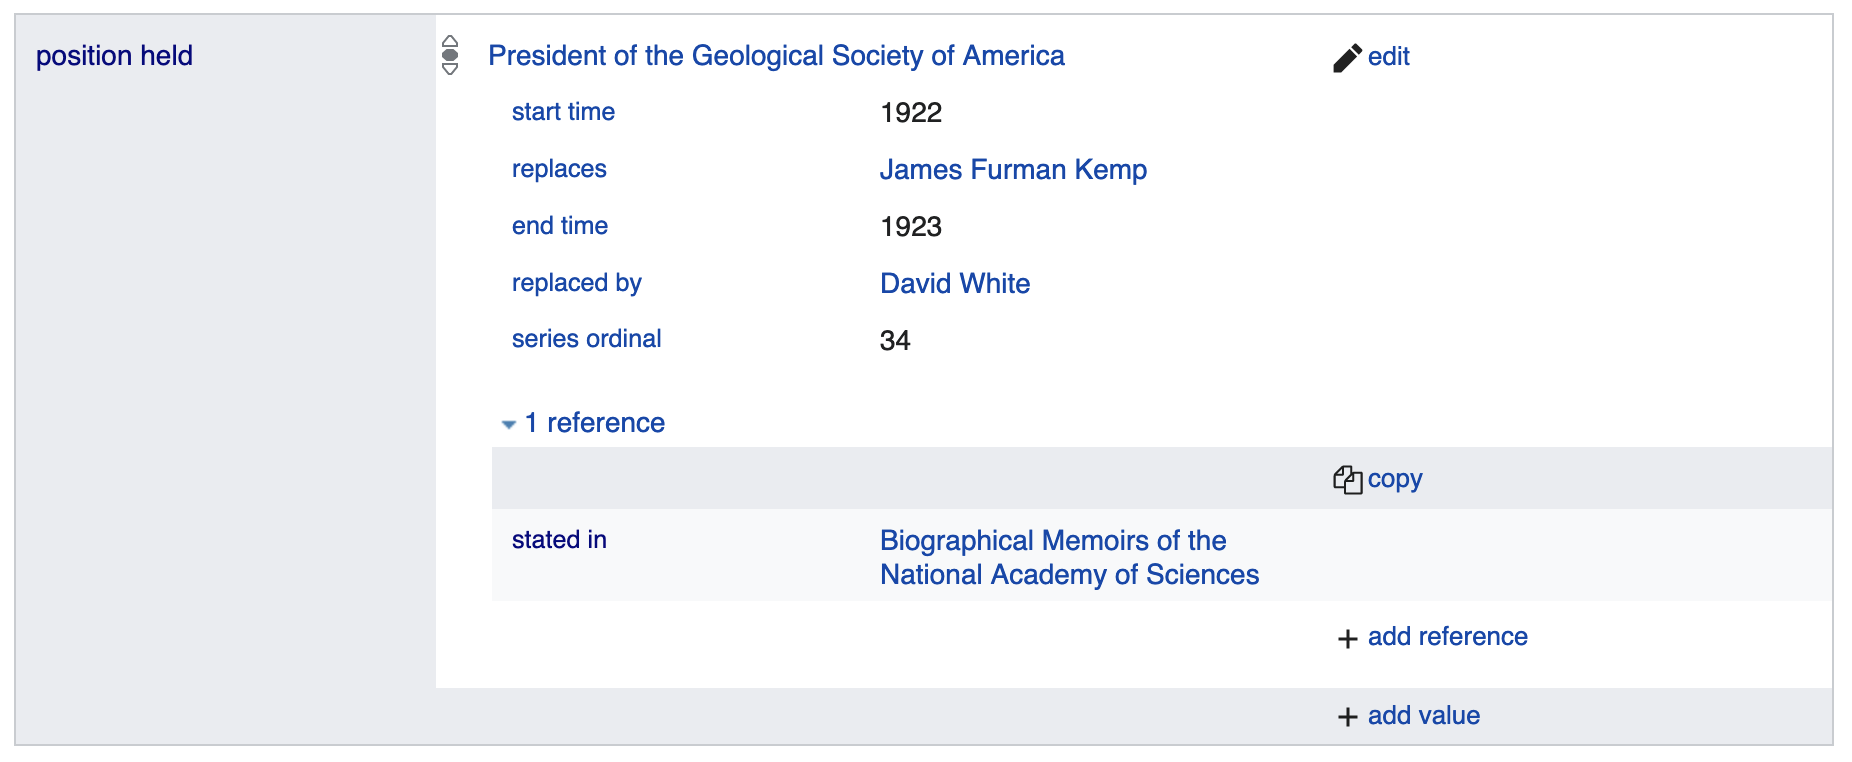 position held
President of the Geological Society of America
edit
start time 1922
replaces James Furman Kemp
end time 1923
replaced by David White
series ordinal 34
1 reference
copy
stated in Biographical Memoirs of the
National Academy of Sciences
+ add reference
+ add value